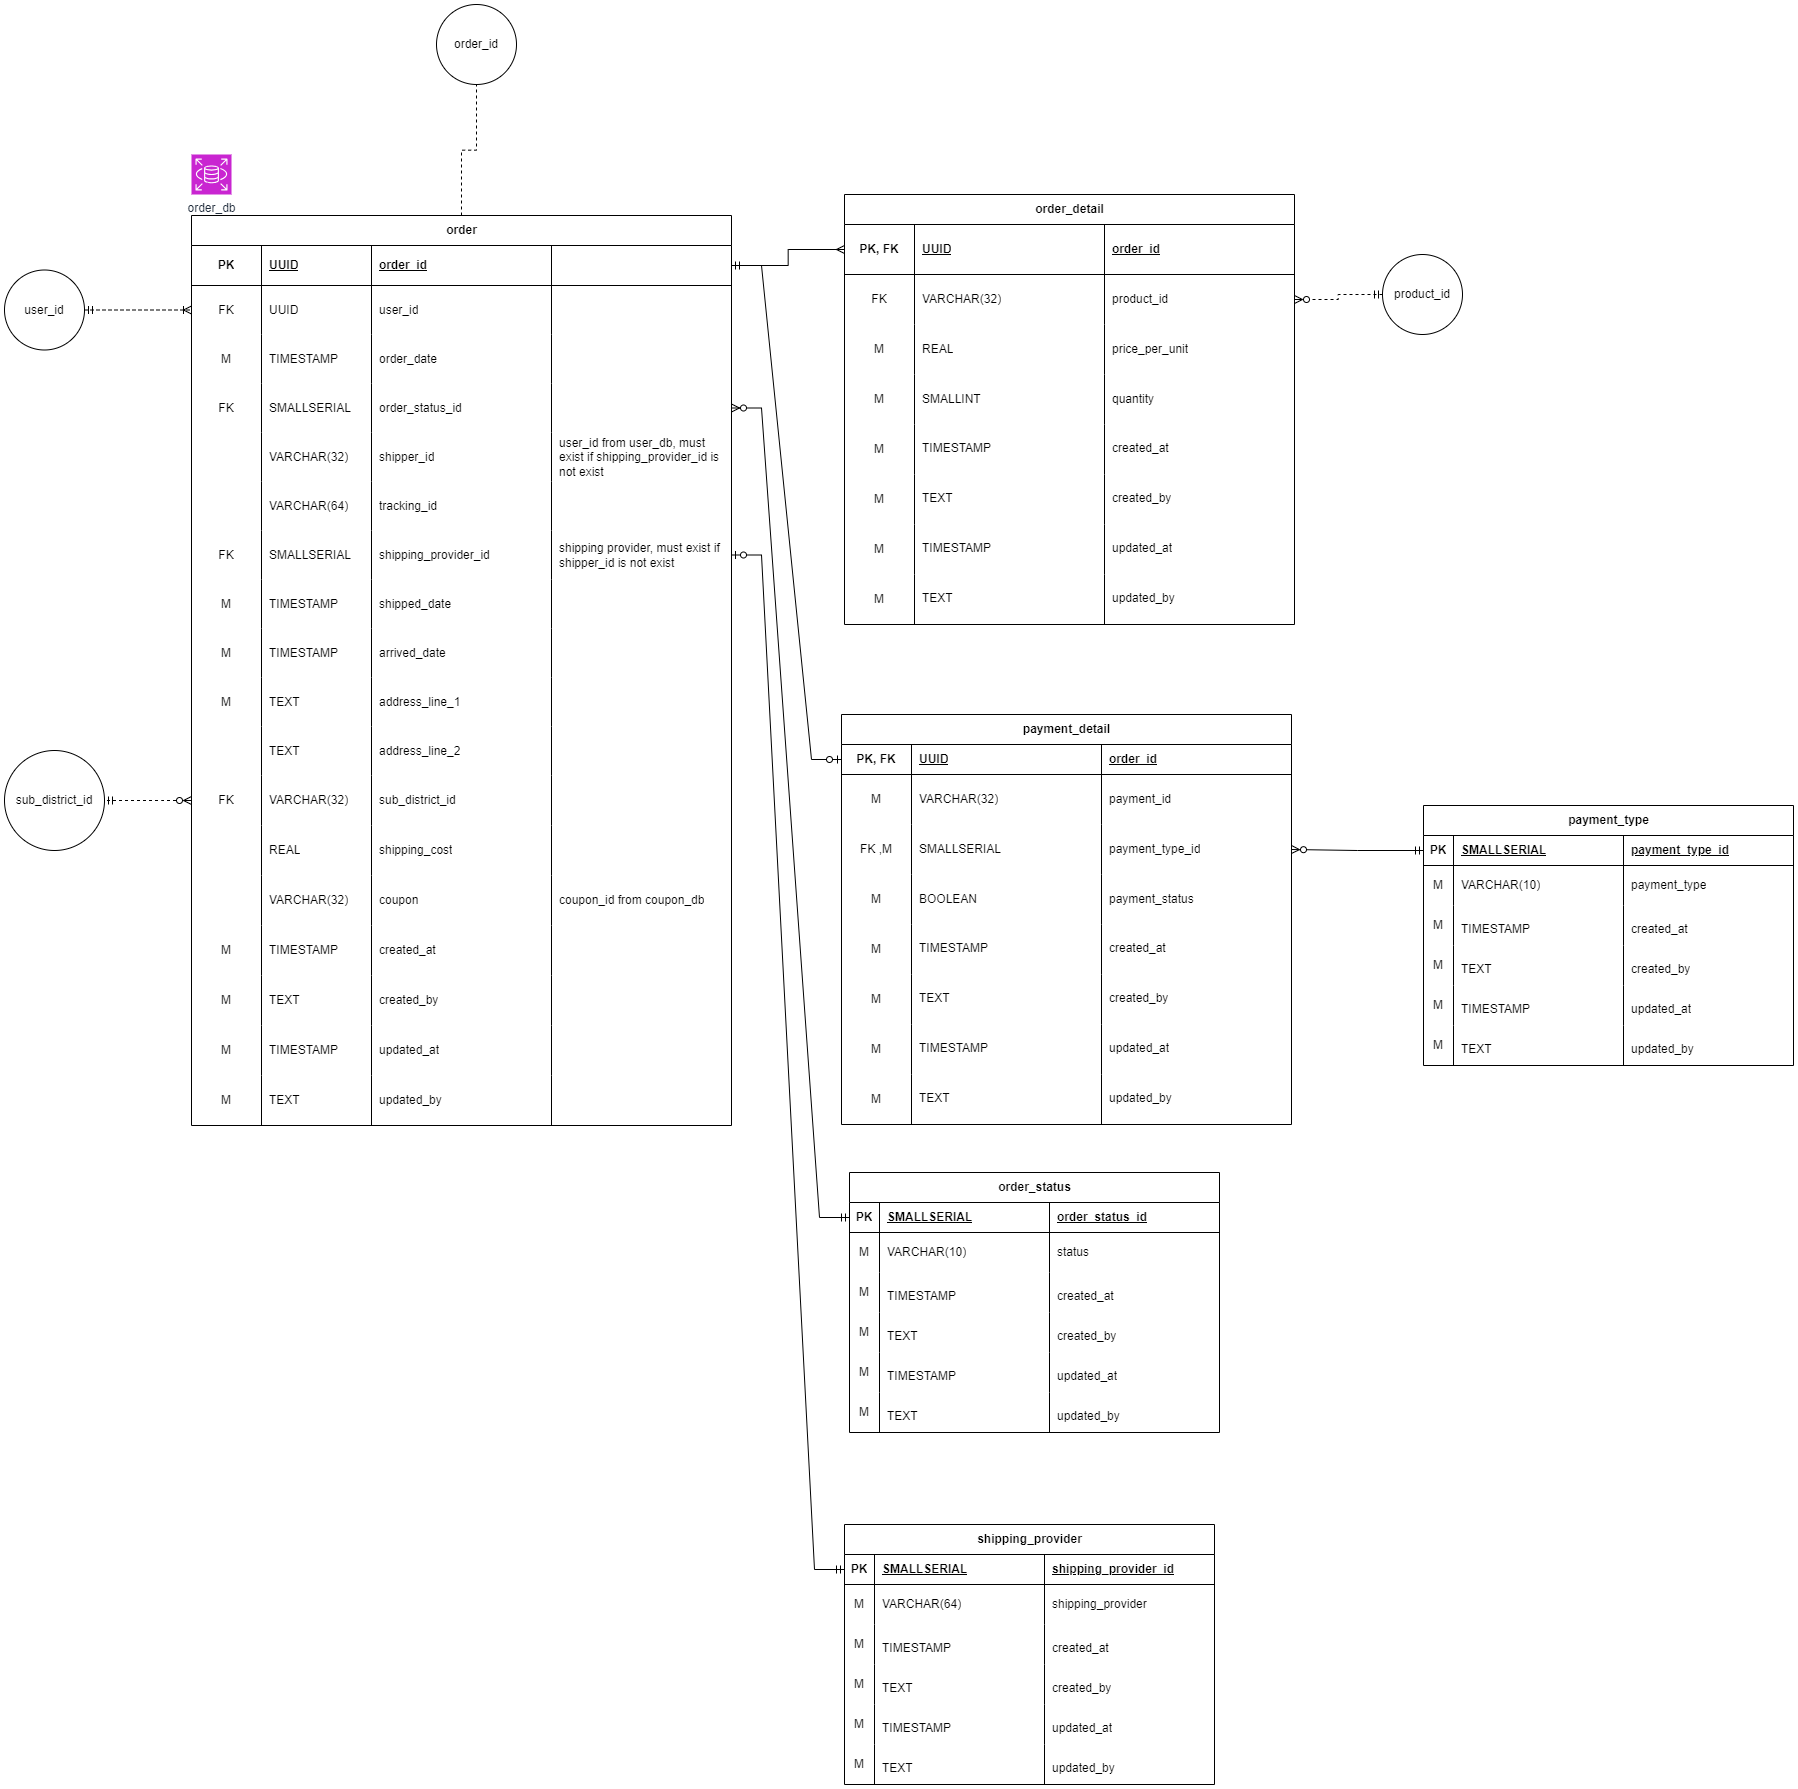 order_id
order_db
order
PK UUID order_id
FK UUID user_id
M TIMESTAMP order_date
FK SMALLSERIAL order_status_id
VARCHAR(32) shipper_id user_id from user_db, must
exist if shipping_provider_id is
not exist
VARCHAR(64) tracking_id
FK SMALLSERIAL shipping_provider_id shipping provider, must exist if
shipper_id is not exist
M TIMESTAMP shipped_date
M TIMESTAMP arrived_date
M TEXT address_line_1
TEXT address_line_2
FK VARCHAR(32) sub_district_id
REAL shipping_cost
VARCHAR(32) coupon coupon_id from coupon_db
M TIMESTAMP created_at
M TEXT created_by
M TIMESTAMP updated_at
M TEXT updated_by
user_id
sub_district_id
order_detail
PK, FK UUID order_id
FK VARCHAR(32) product_id
M REAL price_per_unit
M SMALLINT quantity
M TIMESTAMP created_at
M TEXT created_by
M TIMESTAMP updated_at
M TEXT updated_by
product_id
payment_detail
PK, FK UUID order_id
M VARCHAR(32) payment_id
FK ,M SMALLSERIAL payment_type_id
M BOOLEAN payment_status
M TIMESTAMP created_at
M TEXT created_by
M TIMESTAMP updated_at
M TEXT updated_by
payment_type
PK SMALLSERIAL payment_type_id
M VARCHAR(10) payment_type
M TIMESTAMP created_at
M TEXT created_by
M TIMESTAMP updated_at
M TEXT updated_by
order_status
PK SMALLSERIAL order_status_id
M VARCHAR(10) status
M TIMESTAMP created_at
M TEXT created_by
M TIMESTAMP updated_at
M TEXT updated_by
shipping_provider
PK SMALLSERIAL shipping_provider_id
M VARCHAR(64) shipping_provider
M TIMESTAMP created_at
M TEXT created_by
M TIMESTAMP updated_at
M TEXT updated_by